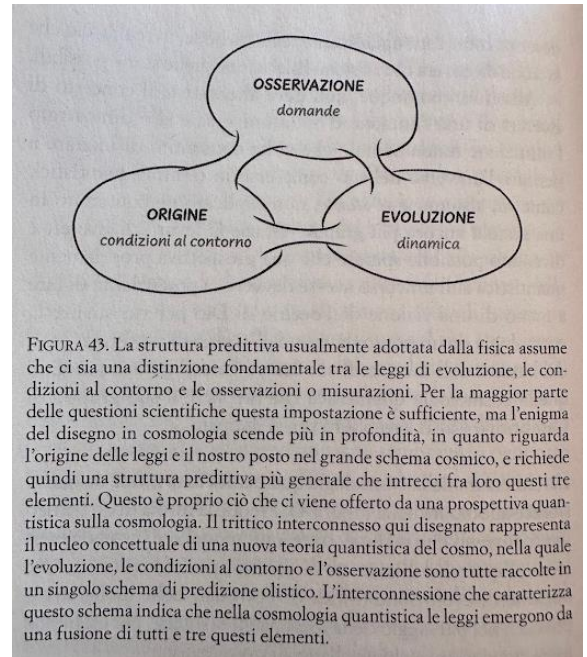 OSSERVAZIONE
domande
ORIGINE
condizioni al contorno
EVOLUZIONE
dinamica
FIGURA 43. La struttura predittiva usualmente adottata dalla fisica assume
che ci sia una distinzione fondamentale tra le leggi di evoluzione, le con-
dizioni al contorno e le osservazioni o misurazioni. Per la maggior parte
delle questioni scientifiche questa impostazione è sufficiente, ma l'enigma
del disegno in cosmologia scende più in profondità, in quanto riguarda
l'origine delle leggi e il nostro posto nel grande schema cosmico, e richiede
quindi una struttura predittiva più generale che intrecci fra loro questi tre
elementi. Questo è proprio ciò che ci viene offerto da una prospettiva quan-
tistica sulla cosmologia. Il trittico interconnesso qui disegnato rappresenta
il nucleo concettuale di una nuova teoria quantistica del cosmo, nella quale
l'evoluzione, le condizioni al contorno e l'osservazione sono tutte raccolte in
un singolo schema di predizione olistico. L'interconnessione che caratterizza
questo schema indica che nella cosmologia quantistica le leggi emergono da
una fusione di tutti e tre questi elementi.